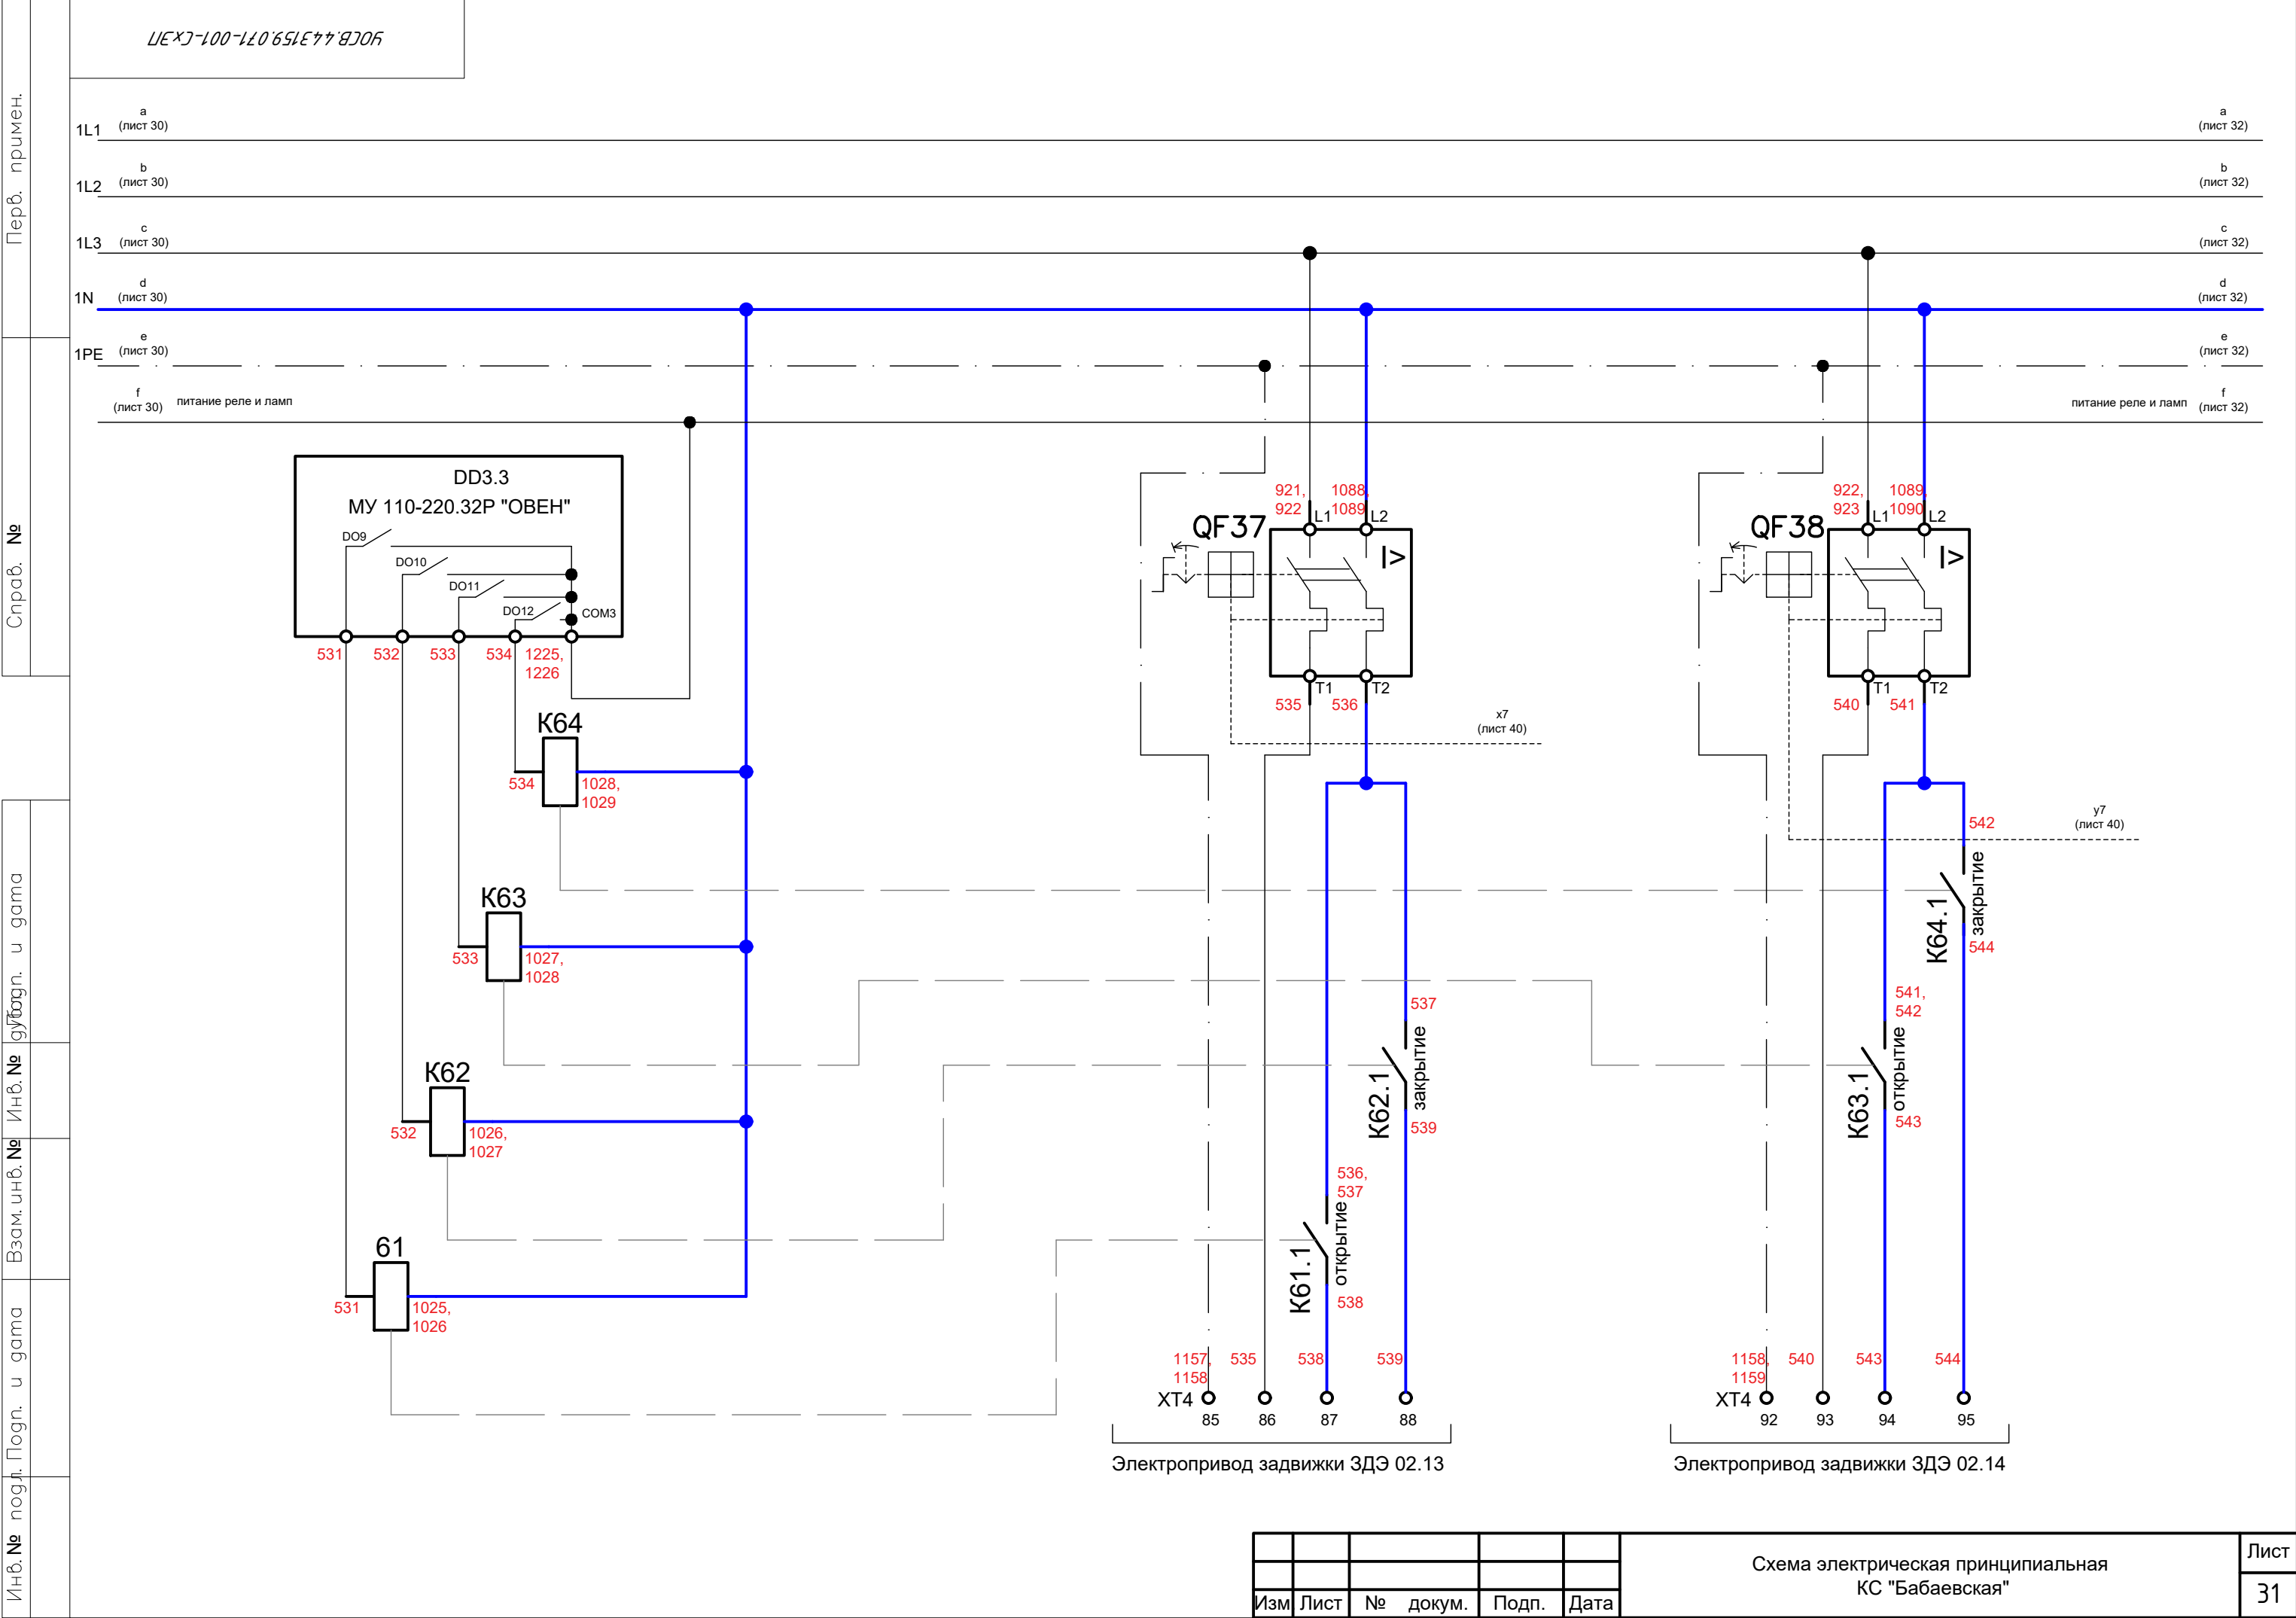 УОСВ.443159.071-001-СхЭП
Перв. примен.
Справ. №
Подп. и дата
Инв. № дубл.
Взам. инв. №
Подп. и дата
Инв. № подл.
1L1
a
(лист 30)
a
(лист 32)
1L2
b
(лист 30)
b
(лист 32)
1L3
c
(лист 30)
c
(лист 32)
1N
d
(лист 30)
d
(лист 32)
1PE
e
(лист 30)
e
(лист 32)
f
(лист 30)
питание реле и ламп
питание реле и ламп
f
(лист 32)
DD3.3
МУ 110-220.32Р "ОВЕН"
DO9
DO10
DO11
DO12
COM3
531
532
533
534
1225,
1226
К64
534
1028,
1029
К63
533
1027,
1028
К62
532
1026,
1027
61
531
1025,
1026
921,
922
1088,
1089
QF37
L1
L2
I>
T1
T2
535
536
x7
(лист 40)
537
К62.1
закрытие
539
536,
537
К61.1
открытие
538
1157,
1158
535
538
539
XT4
85
86
87
88
Электропривод задвижки ЗДЭ 02.13
922,
923
1089,
1090
QF38
L1
L2
I>
T1
T2
540
541
y7
(лист 40)
542
К64.1
закрытие
544
541,
542
К63.1
открытие
543
1158,
1159
540
543
544
XT4
92
93
94
95
Электропривод задвижки ЗДЭ 02.14
Изм
Лист
№ докум.
Подп.
Дата
Схема электрическая принципиальная
КС "Бабаевская"
Лист
31